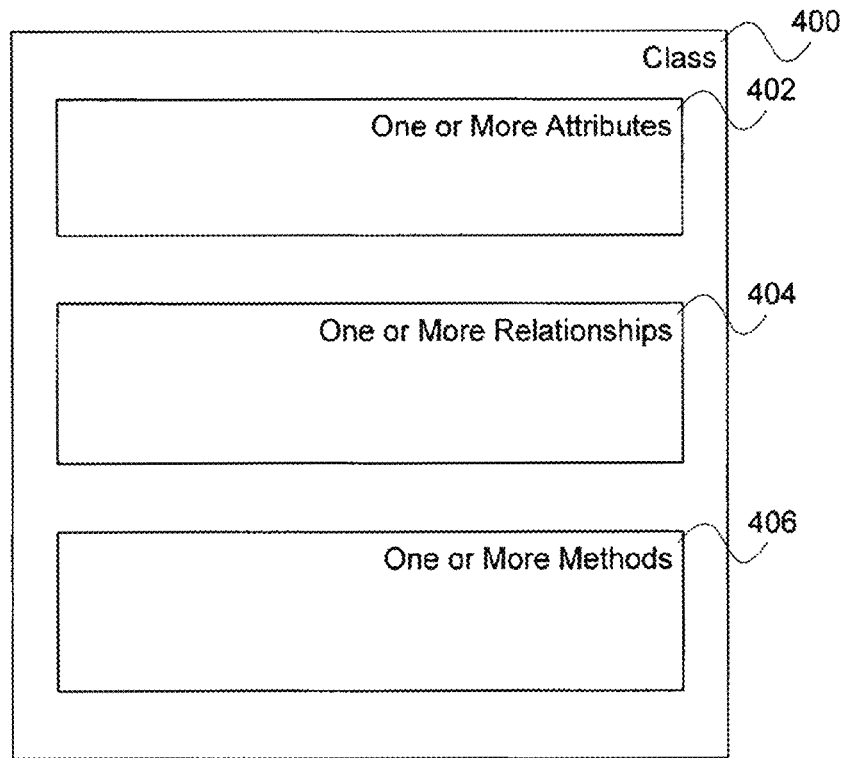 400
Class
402
One or More Attributes
404
One or More Relationships
406
One or More Methods